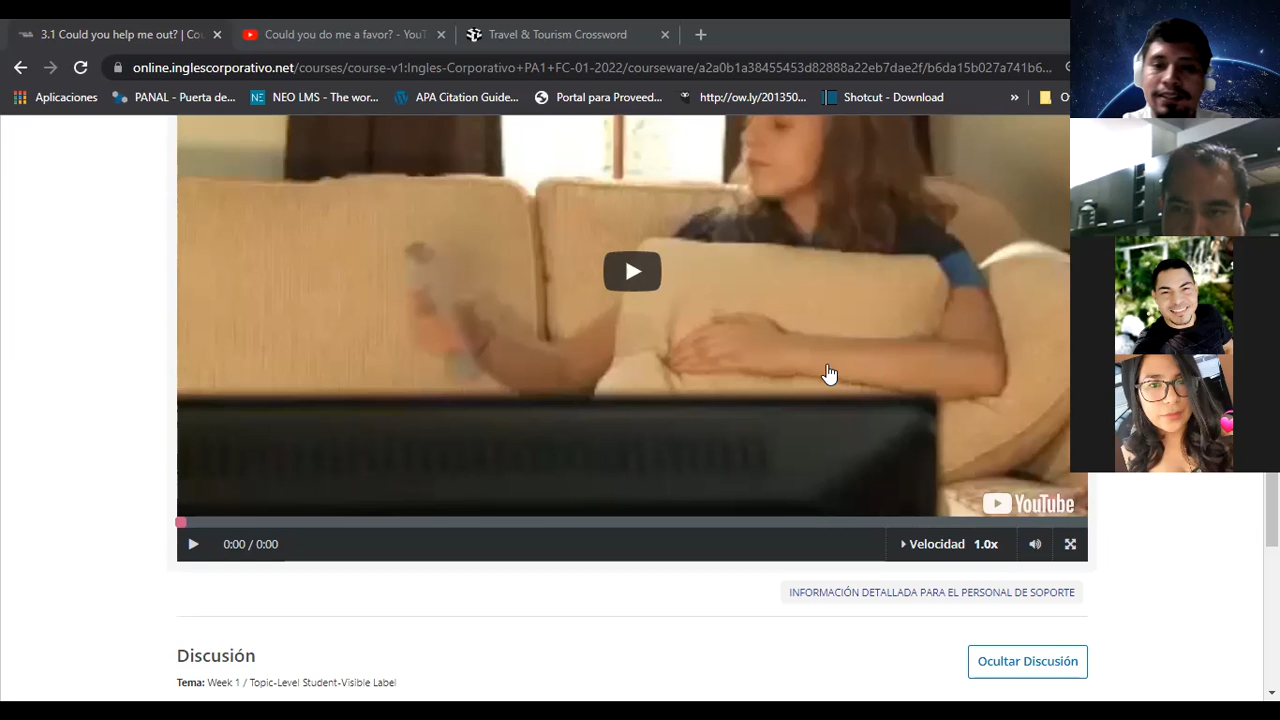 3.1 Could you help me out? | Co
Could you do me a favor? - YouT
Travel & Tourism Crossword
online.inglescorporativo.net/courses/course-v1:Ingles-Corporativo+PA1+FC-01-2022/courseware/a2a0b1a38455453d82888a22eb7dae2f/b6da15b027a741b6...
Aplicaciones
PANAL - Puerta de...
NEO LMS - The wor...
APA Citation Guide...
Portal para Proveed...
http://ow.ly/201350...
Shotcut - Download
»
O
YouTube
0:00 / 0:00
Velocidad 1.0x
INFORMACIÓN DETALLADA PARA EL PERSONAL DE SOPORTE
Discusión
Ocultar Discusión
Tema: Week 1 / Topic-Level Student-Visible Label